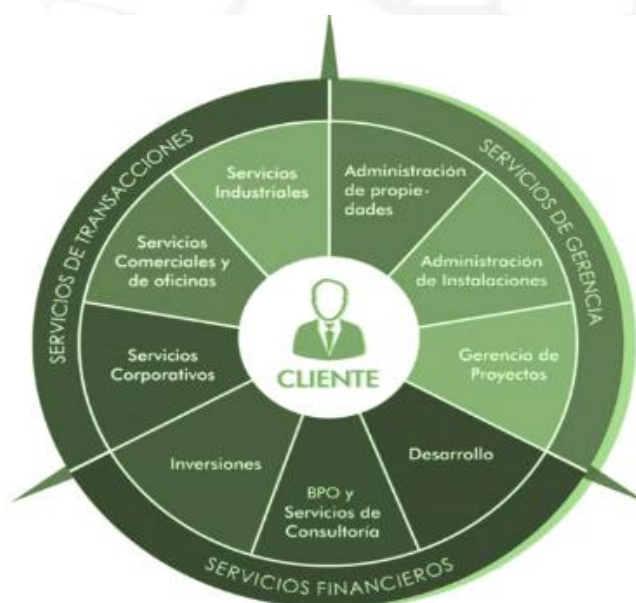 SERVICIOS DE TRANSACCIONES
Servicios
Industriales
Servicios
Comerciales y
de oficinas
Servicios
Corporativos
SERVICIOS DE GERENCIA
Administración
de propie-
dades
Administración
de Instalaciones
Gerencia de
Proyectos
CLIENTE
Inversiones
BPO y
Servicios de
Consultoría
Desarrollo
SERVICIOS FINANCIEROS